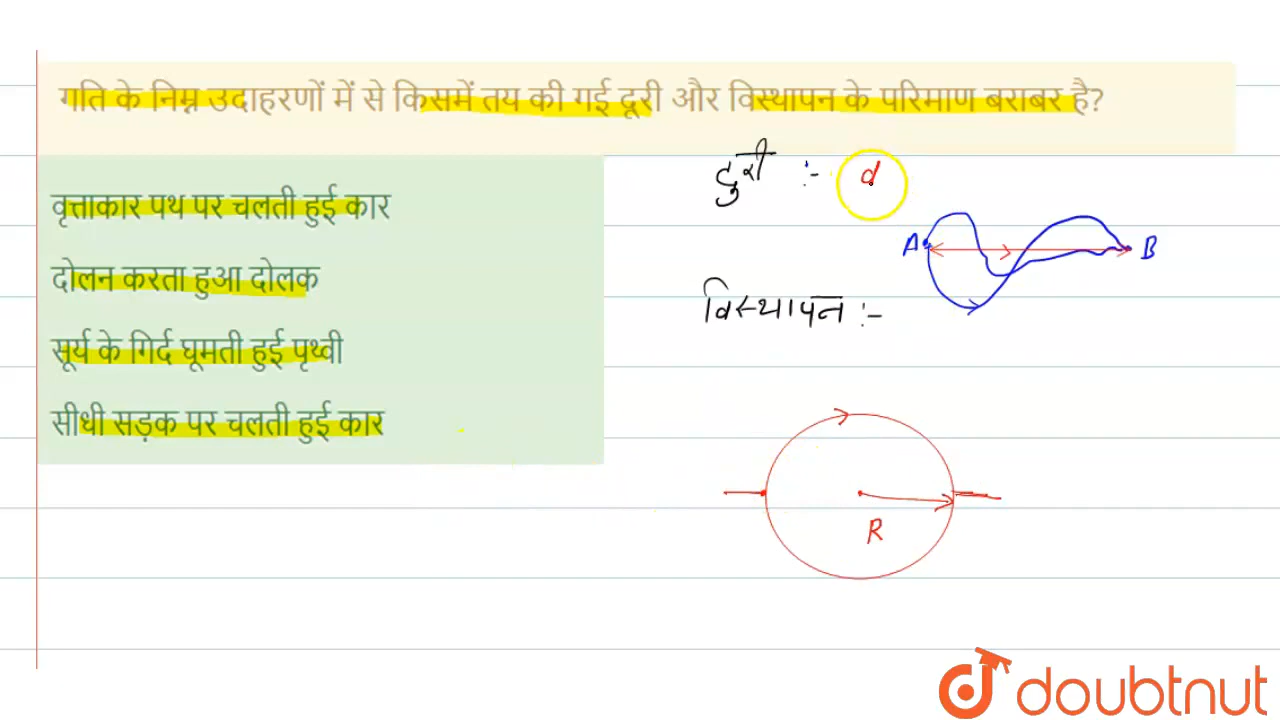 गति के निम्न उदाहरणों में से किसमें तय की गई दूरी और विस्थापन के परिमाण बराबर है?
वृत्ताकार पथ पर चलती हुई कार
दोलन करता हुआ दोलक
सूर्य के गिर्द घूमती हुई पृथ्वी
सीधी सड़क पर चलती हुई कार
दुरी :- d
A B
विस्थापन :-
R
doubtnut